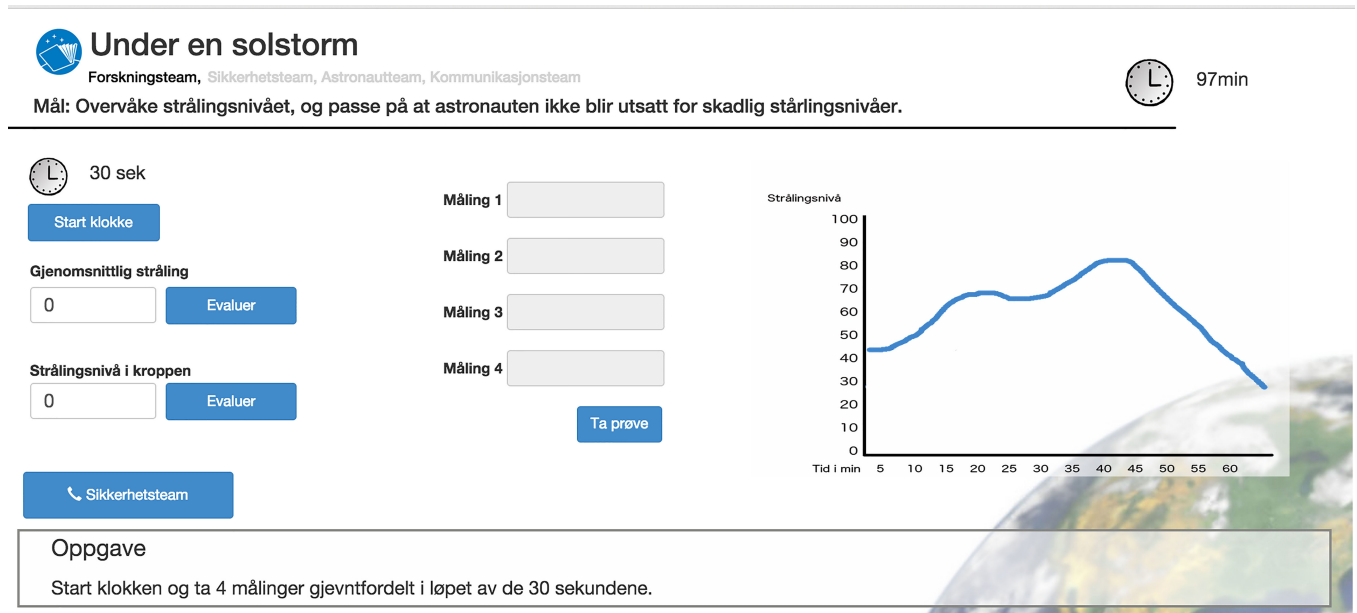 Under en solstorm
Forskningsteam, Sikkerhetsteam, Astronautteam, Kommunikasjonsteam
97min
Mål: Overvåke strålingsnivået, og passe på at astronauten ikke blir utsatt for skadlig stårlingsnivåer.
30 sek
Start klokke
Gjenomsnittlig stråling
0 Evaluer
Strålingsnivå i kroppen
0 Evaluer
Sikkerhetsteam
Måling 1
Måling 2
Måling 3
Måling 4
Ta prøve
Strålingsnivå
100
90
80
70
60
50
40
30
20
10
0
Tid i min 5 10 15 20 25 30 35 40 45 50 55 60
Oppgave
Start klokken og ta 4 målinger gjevntfordelt i løpet av de 30 sekundene.